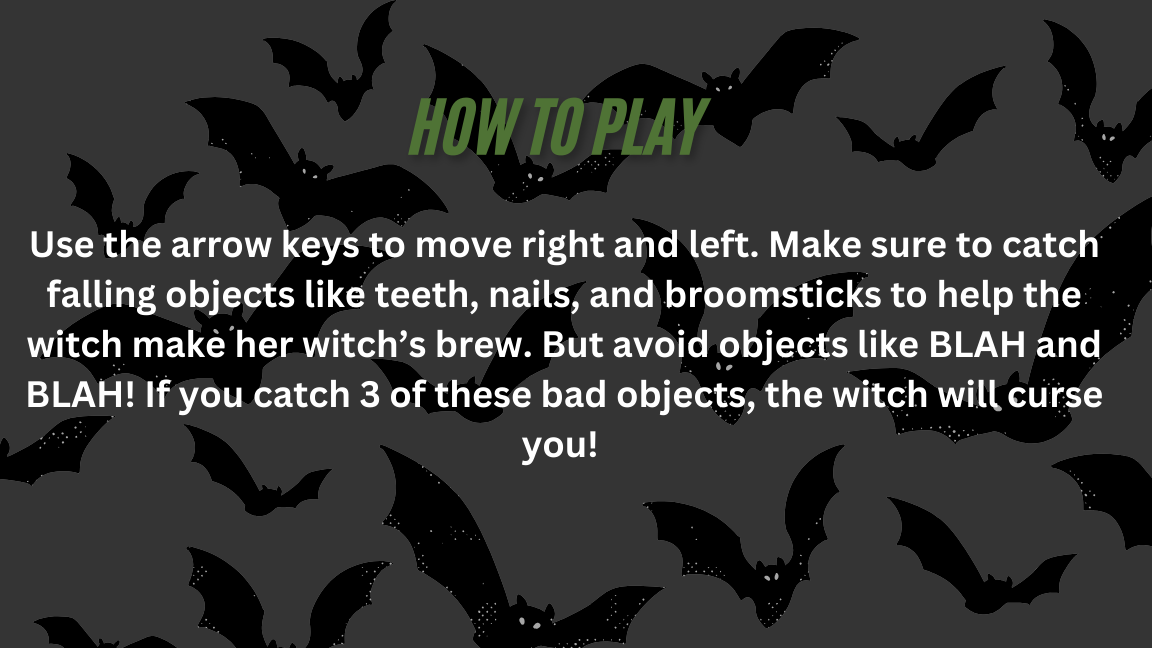 HOW TO PLAY
Use the arrow keys to move right and left. Make sure to catch
falling objects like teeth, nails, and broomsticks to help the
witch make her witch’s brew. But avoid objects like BLAH and
BLAH! If you catch 3 of these bad objects, the witch will curse
you!